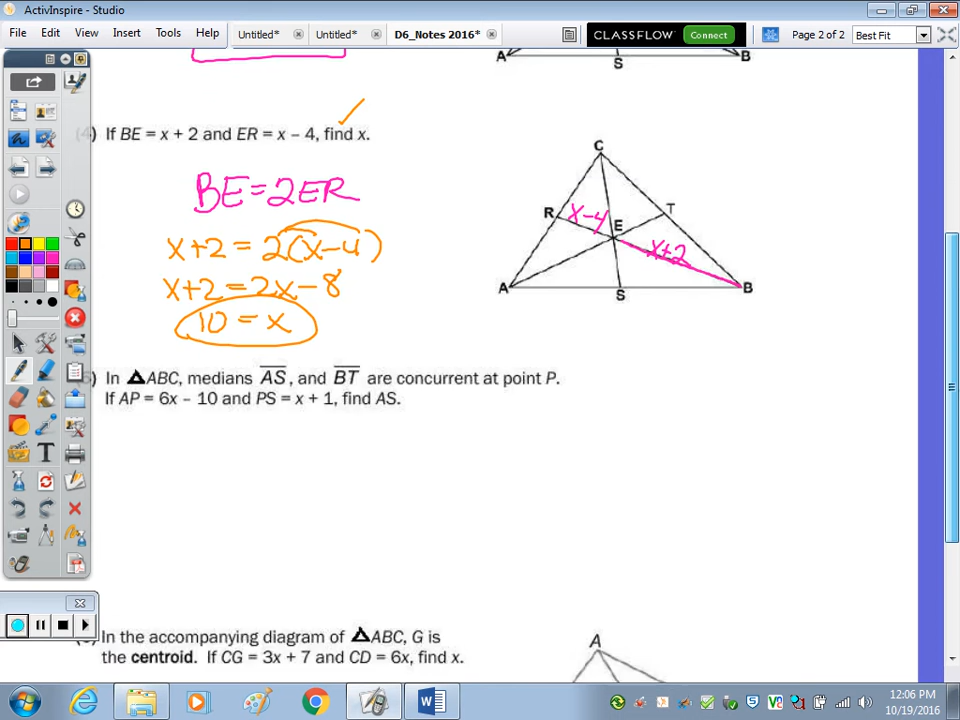 ActivInspire - Studio
File Edit View Insert Tools Help Untitled* Untitled* D6_Notes 2016* CLASSFLOW Connect Page 2 of 2 Best Fit
A S B
(4) If BE = x + 2 and ER = x – 4, find x.
BE = 2ER
x+2 = 2(x-4)
x+2 = 2x-8
10 = x
C
R x-4 T
E
x+2
A S B
In △ABC, medians AS, and BT are concurrent at point P.
If AP = 6x – 10 and PS = x + 1, find AS.
In the accompanying diagram of △ABC, G is
the centroid. If CG = 3x + 7 and CD = 6x, find x.
A
12:06 PM
10/19/2016